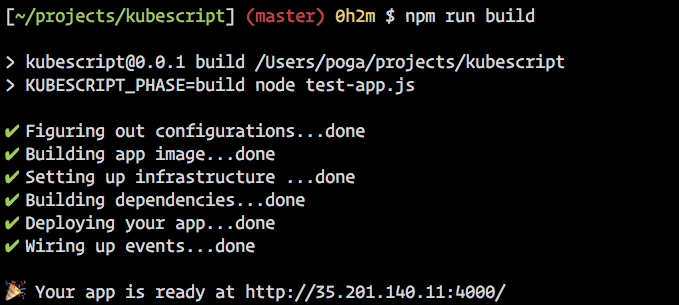 [~/projects/kubescript] (master) 0h2m $ npm run build
> kubescript@0.0.1 build /Users/poga/projects/kubescript
> KUBESCRIPT_PHASE=build node test-app.js
✔ Figuring out configurations...done
✔ Building app image...done
✔ Setting up infrastructure ...done
✔ Building dependencies...done
✔ Deploying your app...done
✔ Wiring up events...done
🎉 Your app is ready at http://35.201.140.11:4000/